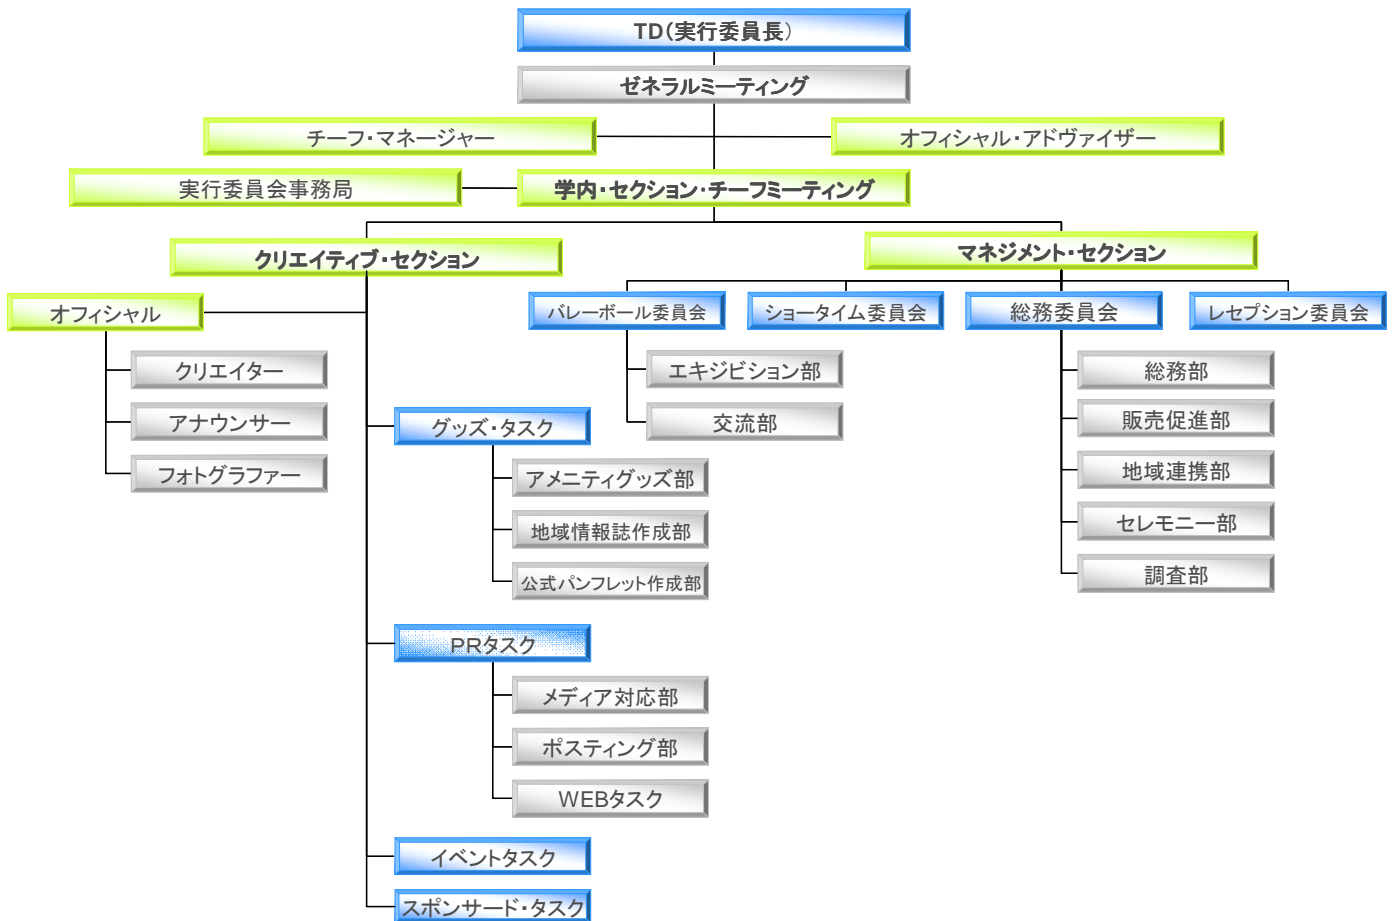 TD(実行委員長)
ゼネラルミーティング
チーフ・マネージャー
オフィシャル・アドヴァイザー
実行委員会事務局
学内・セクション・チーフミーティング
クリエイティブ・セクション
マネジメント・セクション
オフィシャル
クリエイター
アナウンサー
フォトグラファー
グッズ・タスク
アメニティグッズ部
地域情報誌作成部
公式パンフレット作成部
PRタスク
メディア対応部
ポスティング部
WEBタスク
イベントタスク
スポンサード・タスク
バレーボール委員会
エキジビション部
交流部
ショータイム委員会
総務委員会
総務部
販売促進部
地域連携部
セレモニー部
調査部
レセプション委員会